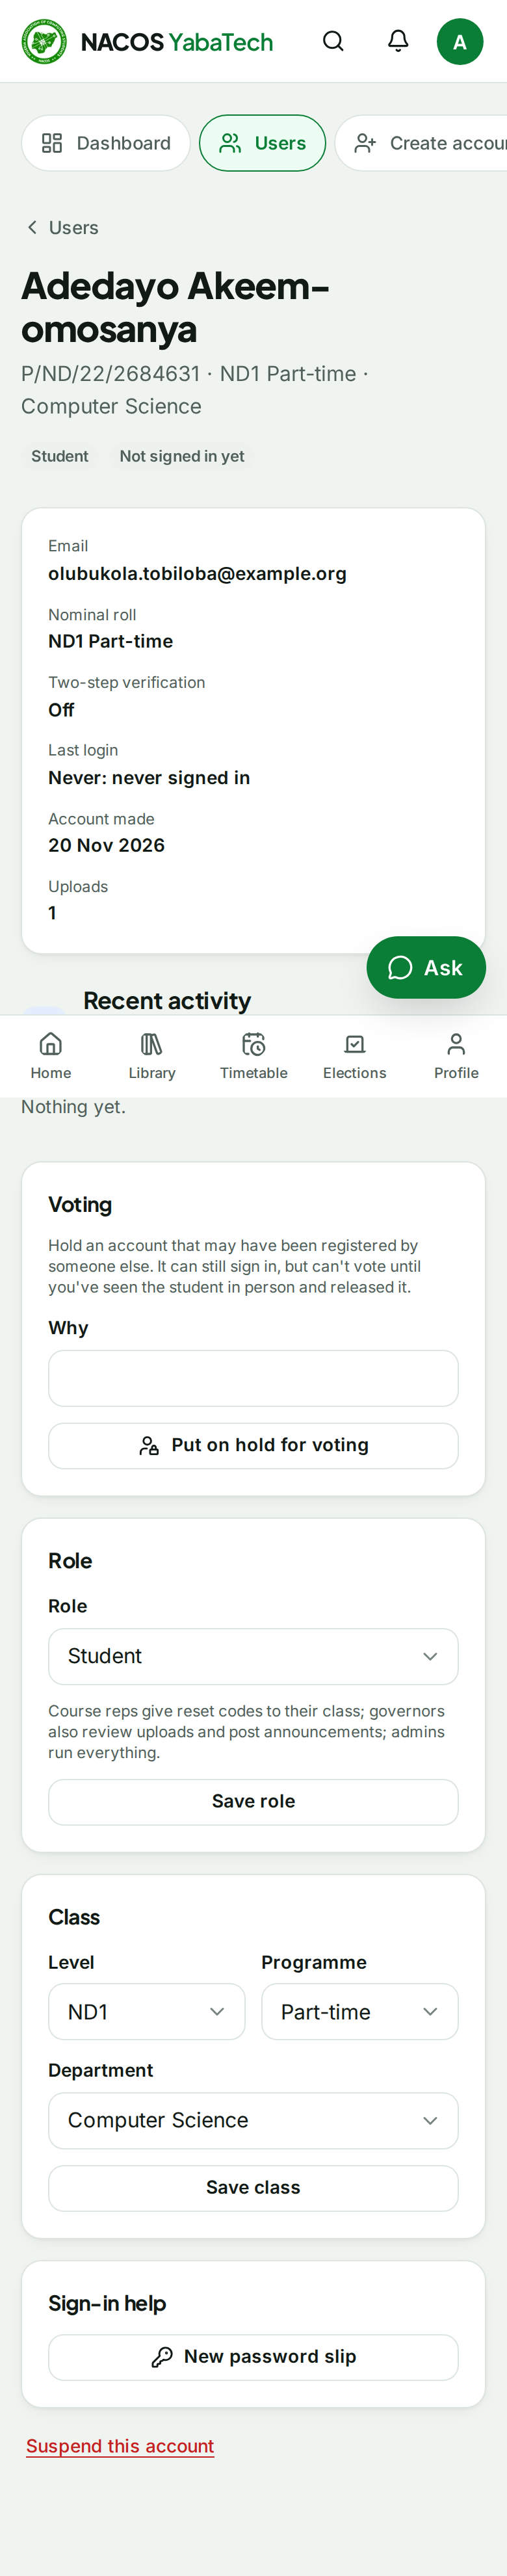 NACOS YabaTech
A
Dashboard
Users
Create accou
Users
Adedayo Akeem-
omosanya
P/ND/22/2684631 · ND1 Part-time ·
Computer Science
Student
Not signed in yet
Email
olubukola.tobiloba@example.org
Nominal roll
ND1 Part-time
Two-step verification
Off
Last login
Never: never signed in
Account made
20 Nov 2026
Uploads
1
Ask
Recent activity
Home
Library
Timetable
Elections
Profile
Nothing yet.
Voting
Hold an account that may have been registered by
someone else. It can still sign in, but can't vote until
you've seen the student in person and released it.
Why
Put on hold for voting
Role
Role
Student
Course reps give reset codes to their class; governors
also review uploads and post announcements; admins
run everything.
Save role
Class
Level
Programme
ND1
Part-time
Department
Computer Science
Save class
Sign-in help
New password slip
Suspend this account